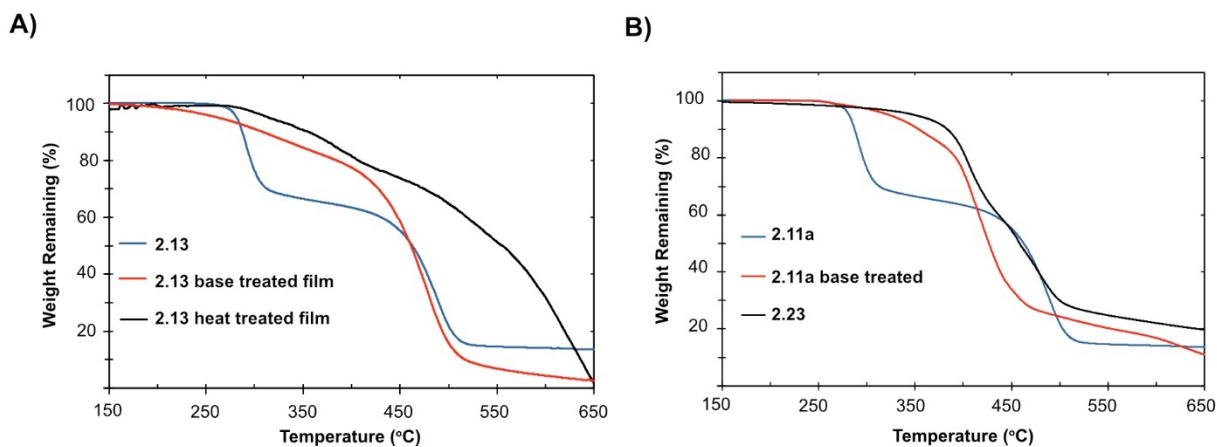 A)
Weight Remaining (%)
100
80
60
40
20
2.13
2.13 base treated film
2.13 heat treated film
150
250
350
450
550
650
Temperature (°C)
B)
Weight Remaining (%)
100
80
60
40
20
2.11a
2.11a base treated
2.23
150
250
350
450
550
650
Temperature (°C)